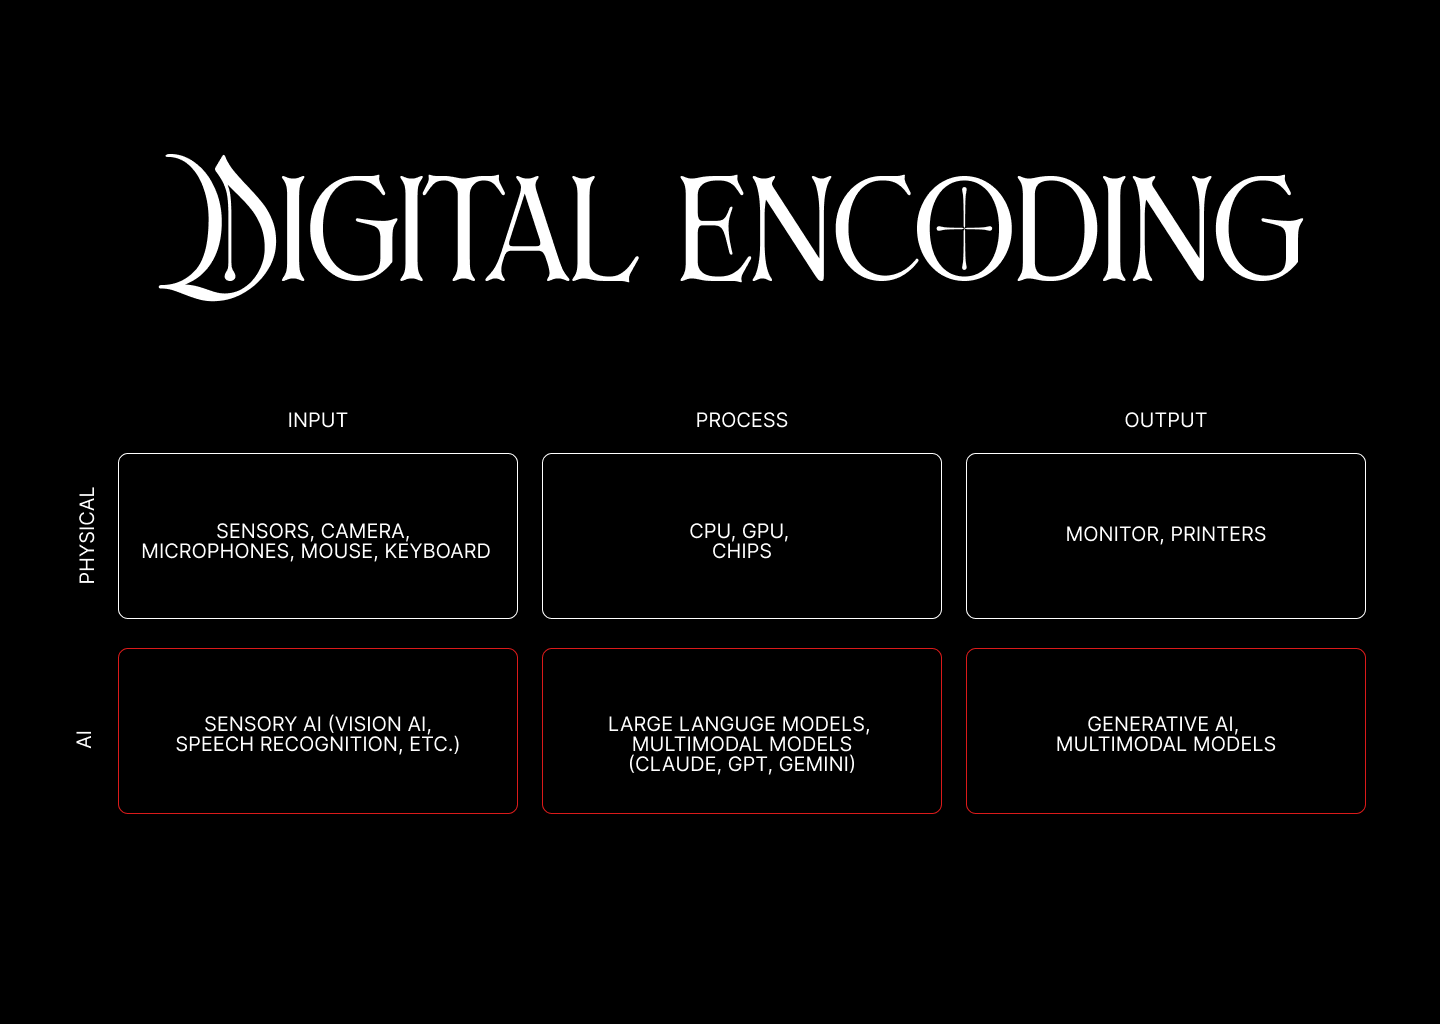 DIGITAL ENCODING
INPUT
PROCESS
OUTPUT
PHYSICAL
SENSORS, CAMERA,
MICROPHONES, MOUSE, KEYBOARD
CPU, GPU,
CHIPS
MONITOR, PRINTERS
AI
SENSORY AI (VISION AI,
SPEECH RECOGNITION, ETC.)
LARGE LANGUGE MODELS,
MULTIMODAL MODELS
(CLAUDE, GPT, GEMINI)
GENERATIVE AI,
MULTIMODAL MODELS